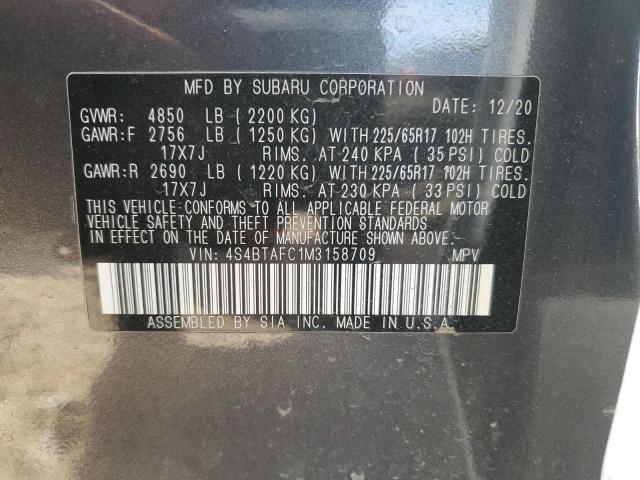 MFD BY SUBARU CORPORATION
DATE: 12/20
GVWR: 4850 LB ( 2200 KG)
GAWR:F 2756 LB ( 1250 KG) WITH 225/65R17 102H TIRES.
17X7J RIMS. AT 240 KPA ( 35 PSI) COLD
GAWR:R 2690 LB ( 1220 KG) WITH 225/65R17 102H TIRES.
17X7J RIMS. AT 230 KPA ( 33 PSI) COLD
THIS VEHICLE CONFORMS TO ALL APPLICABLE FEDERAL MOTOR
VEHICLE SAFETY AND THEFT PREVENTION STANDARDS
IN EFFECT ON THE DATE OF MANUFACTURE SHOWN ABOVE.
VIN: 4S4BTAFC1M3158709 MPV
ASSEMBLED BY SIA INC. MADE IN U.S.A.